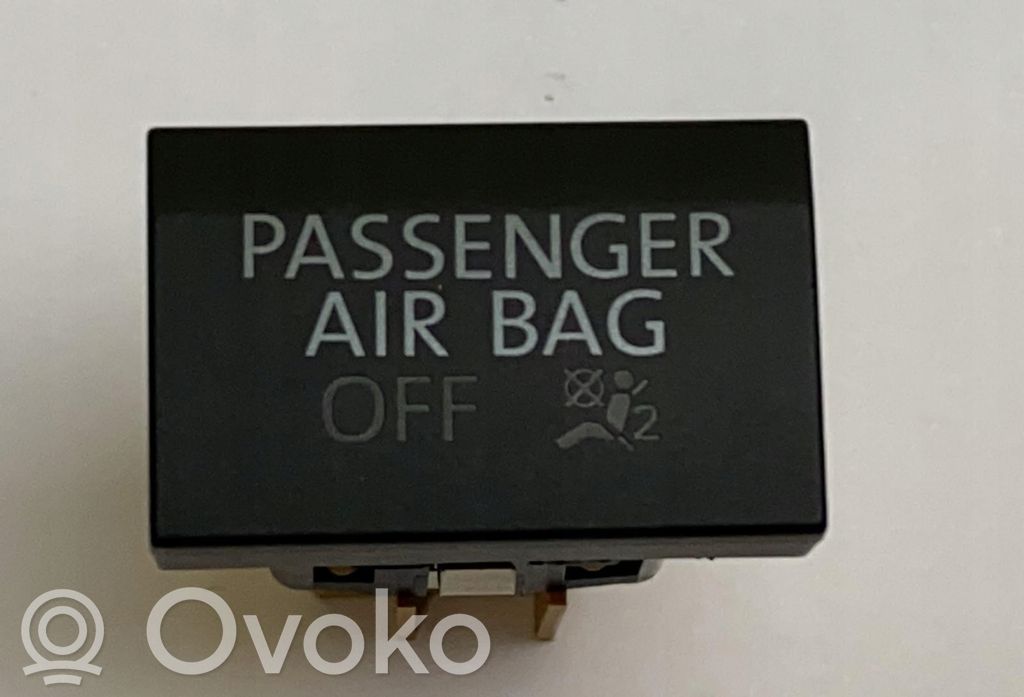 PASSENGER
AIR BAG
OFF 2
Ovoko